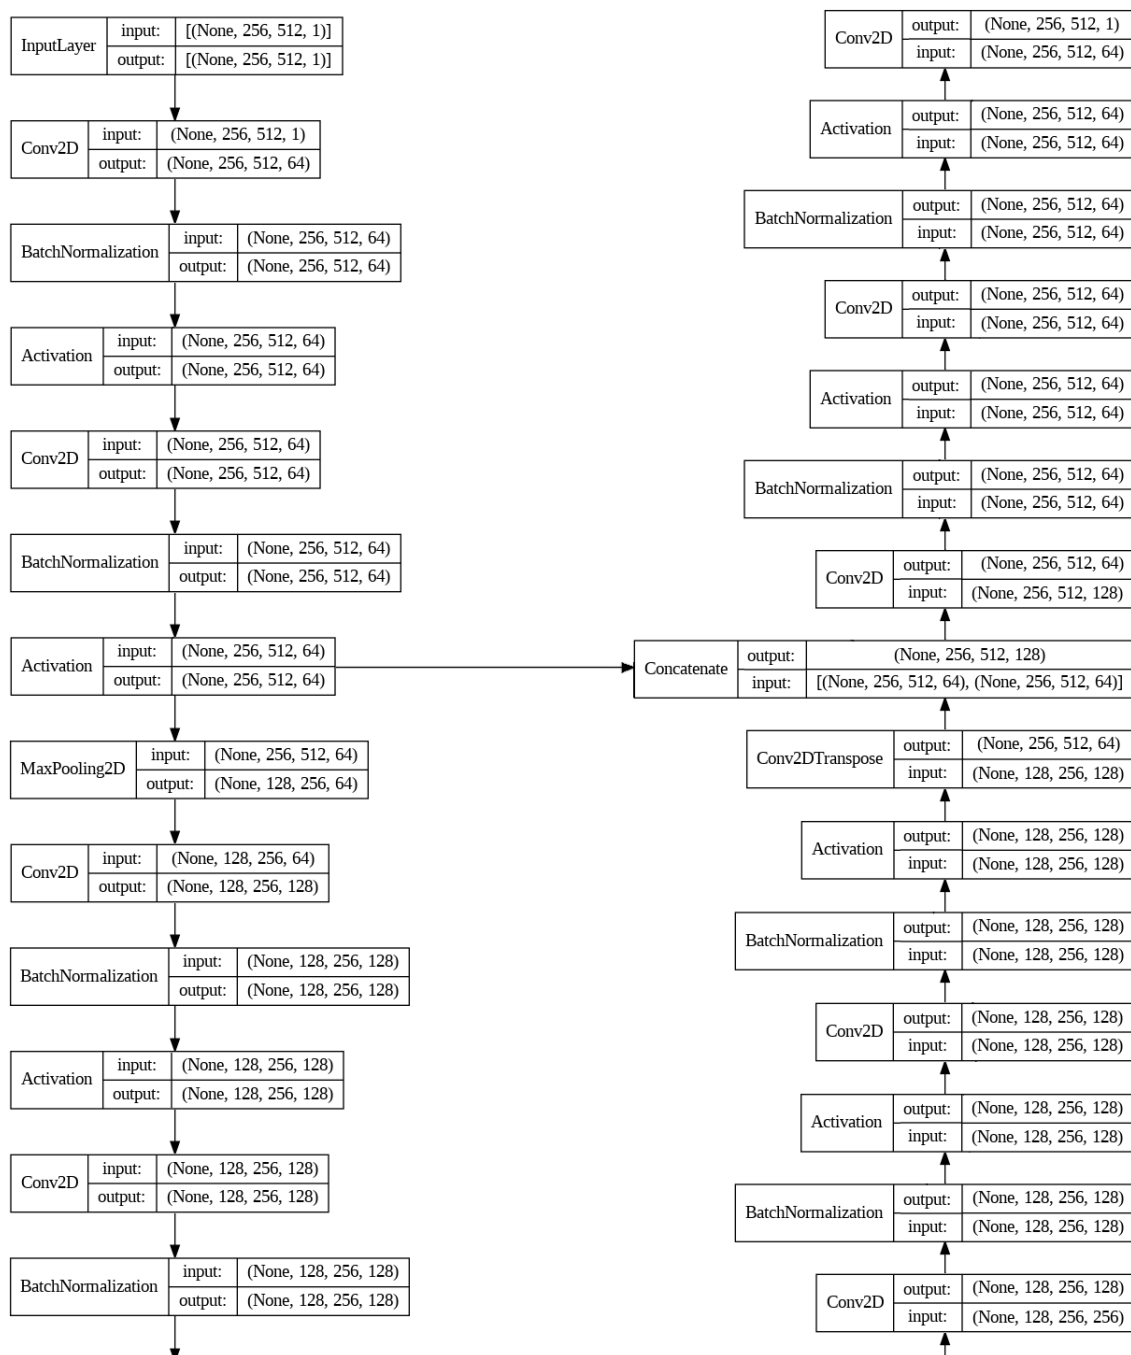 InputLayer
input: [(None, 256, 512, 1)]
output: [(None, 256, 512, 1)]
Conv2D
input: (None, 256, 512, 1)
output: (None, 256, 512, 64)
BatchNormalization
input: (None, 256, 512, 64)
output: (None, 256, 512, 64)
Activation
input: (None, 256, 512, 64)
output: (None, 256, 512, 64)
Conv2D
input: (None, 256, 512, 64)
output: (None, 256, 512, 64)
BatchNormalization
input: (None, 256, 512, 64)
output: (None, 256, 512, 64)
Activation
input: (None, 256, 512, 64)
output: (None, 256, 512, 64)
MaxPooling2D
input: (None, 256, 512, 64)
output: (None, 128, 256, 64)
Conv2D
input: (None, 128, 256, 64)
output: (None, 128, 256, 128)
BatchNormalization
input: (None, 128, 256, 128)
output: (None, 128, 256, 128)
Activation
input: (None, 128, 256, 128)
output: (None, 128, 256, 128)
Conv2D
input: (None, 128, 256, 128)
output: (None, 128, 256, 128)
BatchNormalization
input: (None, 128, 256, 128)
output: (None, 128, 256, 128)
Conv2D
output: (None, 256, 512, 1)
input: (None, 256, 512, 64)
Activation
output: (None, 256, 512, 64)
input: (None, 256, 512, 64)
BatchNormalization
output: (None, 256, 512, 64)
input: (None, 256, 512, 64)
Conv2D
output: (None, 256, 512, 64)
input: (None, 256, 512, 64)
Activation
output: (None, 256, 512, 64)
input: (None, 256, 512, 64)
BatchNormalization
output: (None, 256, 512, 64)
input: (None, 256, 512, 64)
Conv2D
output: (None, 256, 512, 64)
input: (None, 256, 512, 128)
Concatenate
output: (None, 256, 512, 128)
input: [(None, 256, 512, 64), (None, 256, 512, 64)]
Conv2DTranspose
output: (None, 256, 512, 64)
input: (None, 128, 256, 128)
Activation
output: (None, 128, 256, 128)
input: (None, 128, 256, 128)
BatchNormalization
output: (None, 128, 256, 128)
input: (None, 128, 256, 128)
Conv2D
output: (None, 128, 256, 128)
input: (None, 128, 256, 128)
Activation
output: (None, 128, 256, 128)
input: (None, 128, 256, 128)
BatchNormalization
output: (None, 128, 256, 128)
input: (None, 128, 256, 128)
Conv2D
output: (None, 128, 256, 128)
input: (None, 128, 256, 256)